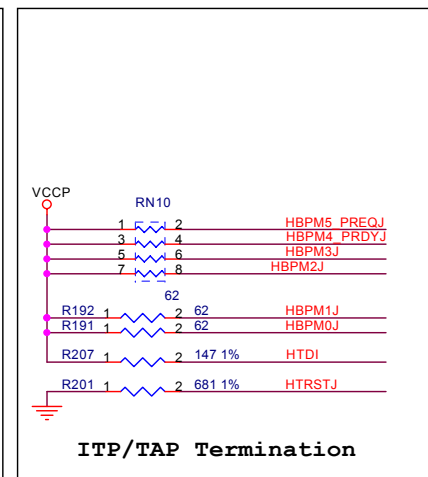 VCCP
RN10
1 2 HBPM5_PREQJ
3 4 HBPM4_PRDYJ
5 6 HBPM3J
7 8 HBPM2J
62
R192 1 2 62 HBPM1J
R191 1 2 62 HBPM0J
R207 1 2 147 1% HTDI
R201 1 2 681 1% HTRSTJ
ITP/TAP Termination